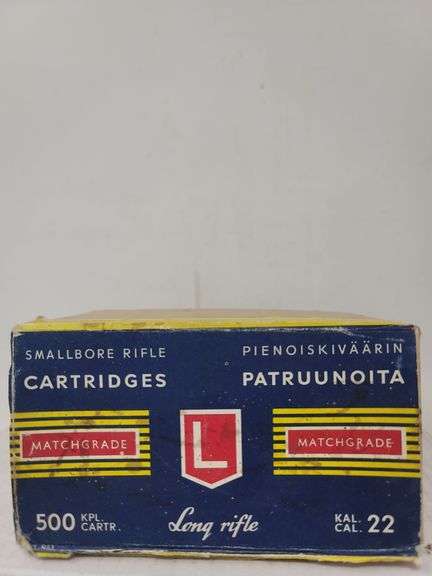 SMALLBORE RIFLE
CARTRIDGES
PIENOISKIVÄÄRIN
PATRUUNOITA
MATCHGRADE
L
MATCHGRADE
500 KPL.
CARTR.
Long rifle
KAL.
CAL. 22